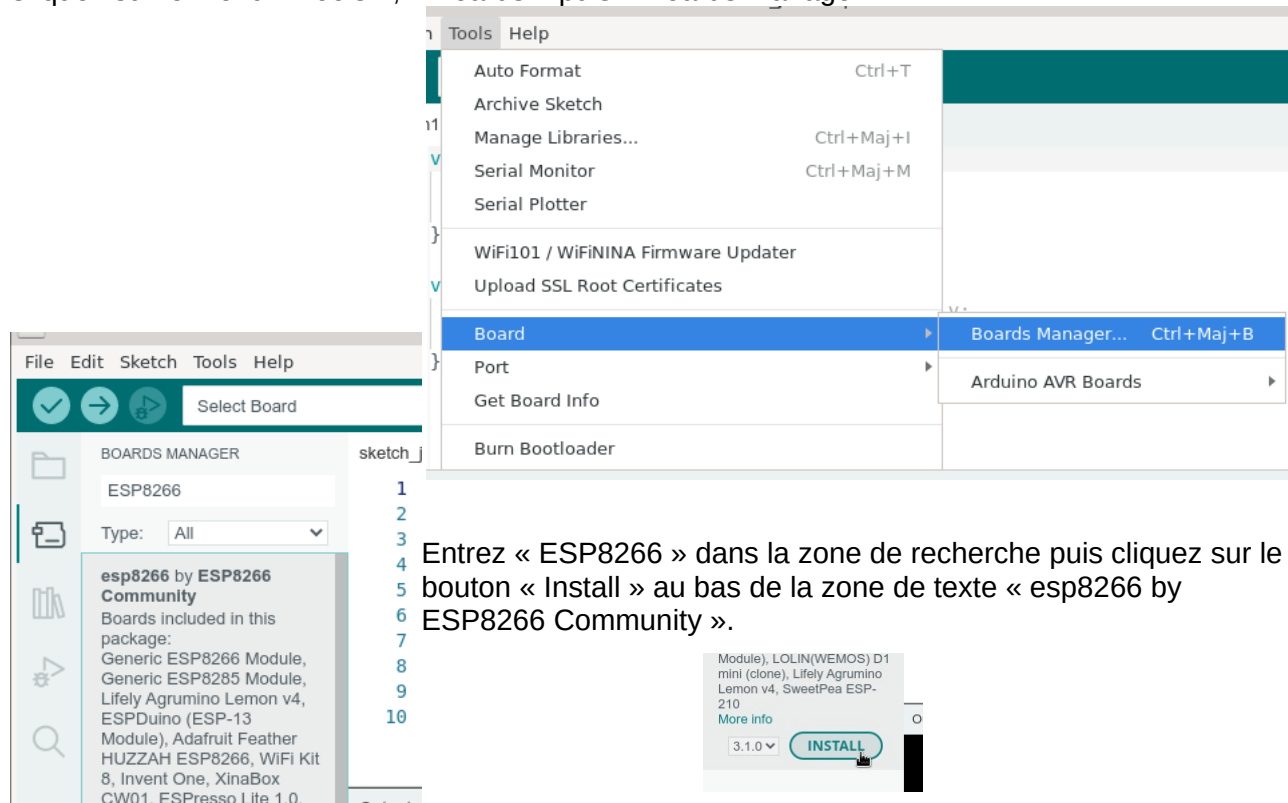 Tools Help
Auto Format Ctrl+T
Archive Sketch
Manage Libraries... Ctrl+Maj+I
Serial Monitor Ctrl+Maj+M
Serial Plotter
WiFi101 / WiFiNINA Firmware Updater
Upload SSL Root Certificates
Board
Boards Manager... Ctrl+Maj+B
Port
Arduino AVR Boards
Get Board Info
Burn Bootloader
File Edit Sketch Tools Help
Select Board
BOARDS MANAGER
sketch_j
ESP8266
Type: All
esp8266 by ESP8266
Community
Boards included in this
package:
Generic ESP8266 Module,
Generic ESP8285 Module,
Lifely Agrumino Lemon v4,
ESPDuino (ESP-13
Module), Adafruit Feather
HUZZAH ESP8266, WiFi Kit
8, Invent One, XinaBox
CW01, ESPresso Lite 1.0,
1
2
3
4
5
6
7
8
9
10
Entrez « ESP8266 » dans la zone de recherche puis cliquez sur le
bouton « Install » au bas de la zone de texte « esp8266 by
ESP8266 Community ».
Module), LOLIN(WEMOS) D1
mini (clone), Lifely Agrumino
Lemon v4, SweetPea ESP-
210
More info
3.1.0 INSTALL